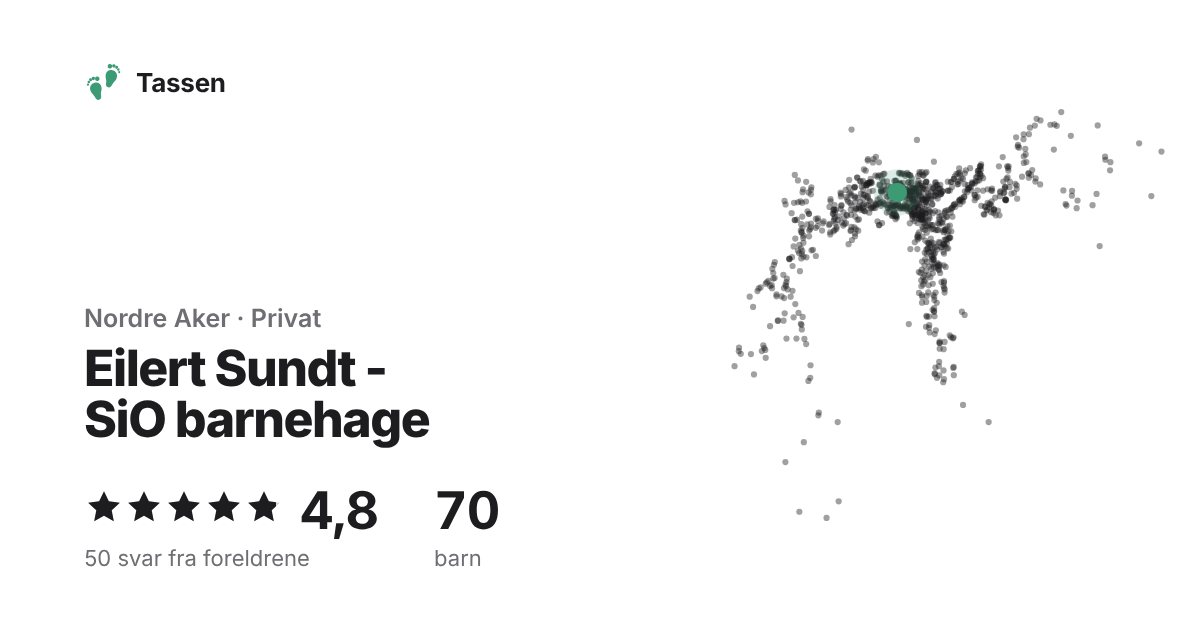 Tassen
Nordre Aker · Privat
Eilert Sundt -
SiO barnehage
4,8
70
50 svar fra foreldrene
barn